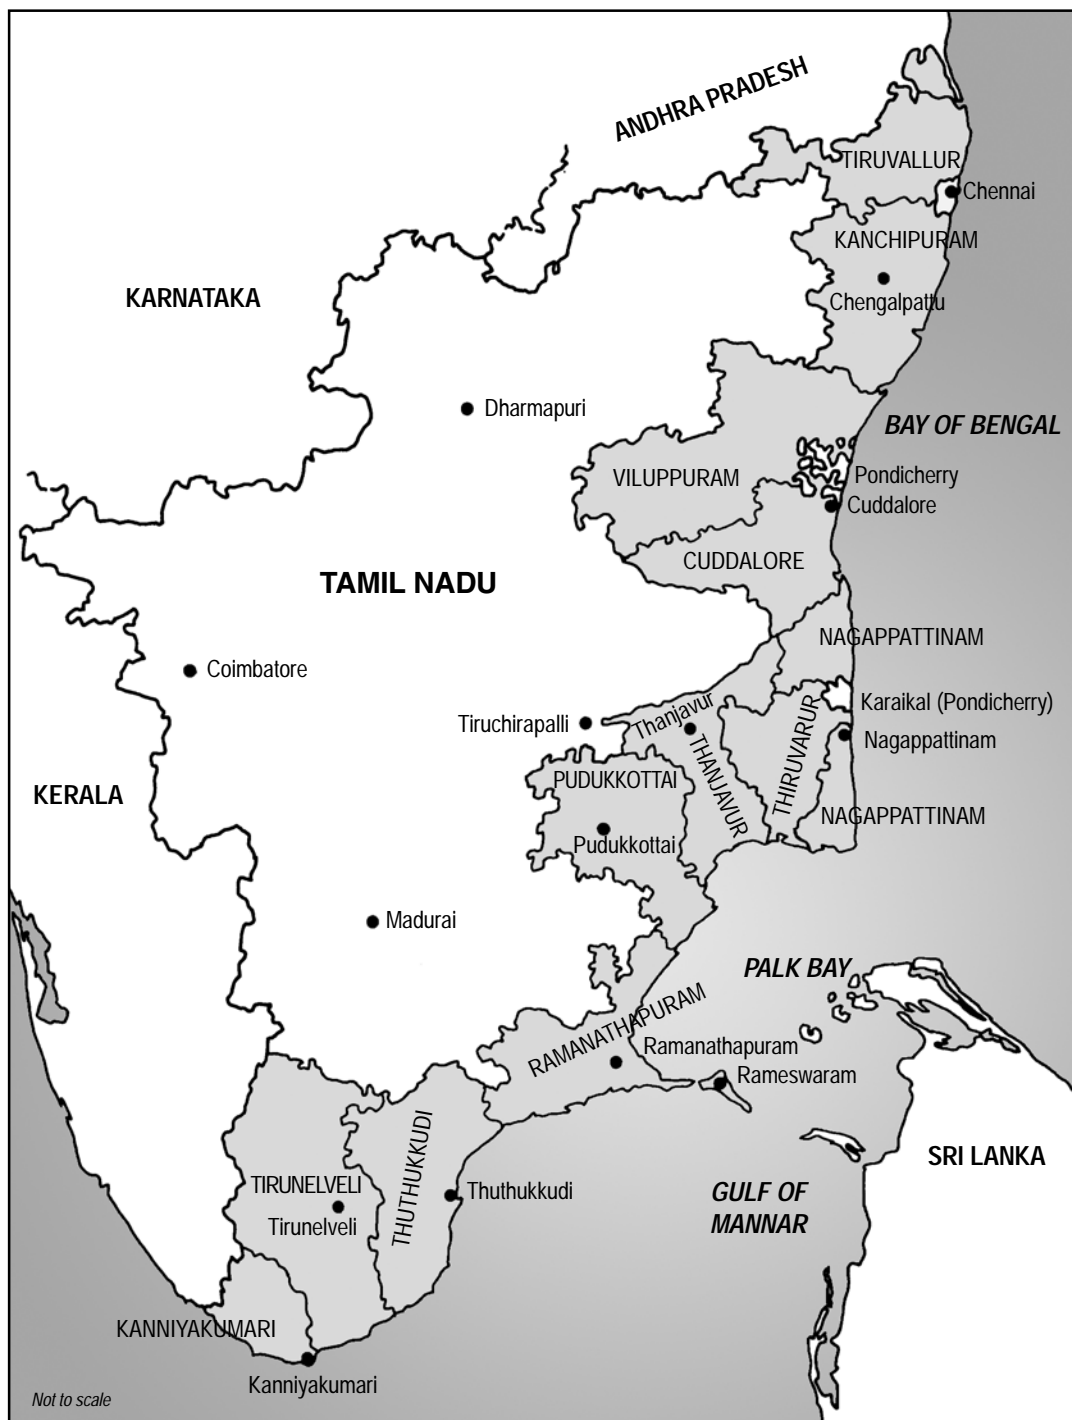 ANDHRA PRADESH
TIRUVALLUR
Chennai
KANCHIPURAM
KARNATAKA
Chengalpattu
Dharmapuri
BAY OF BENGAL
VILUPPURAM
Pondicherry
Cuddalore
CUDDALORE
TAMIL NADU
NAGAPPATTINAM
Coimbatore
Karaikal (Pondicherry)
Thanjavur
Tiruchirapalli
THIRUVARUR
Nagappattinam
PUDUKKOTTAI
THANJAVUR
KERALA
NAGAPPATTINAM
Pudukkottai
Madurai
PALK BAY
RAMANATHAPURAM
Ramanathapuram
Rameswaram
SRI LANKA
THUTHUKKUDI
TIRUNELVELI
Thuthukkudi
GULF OF
MANNAR
Tirunelveli
KANNIYAKUMARI
Kanniyakumari
Not to scale